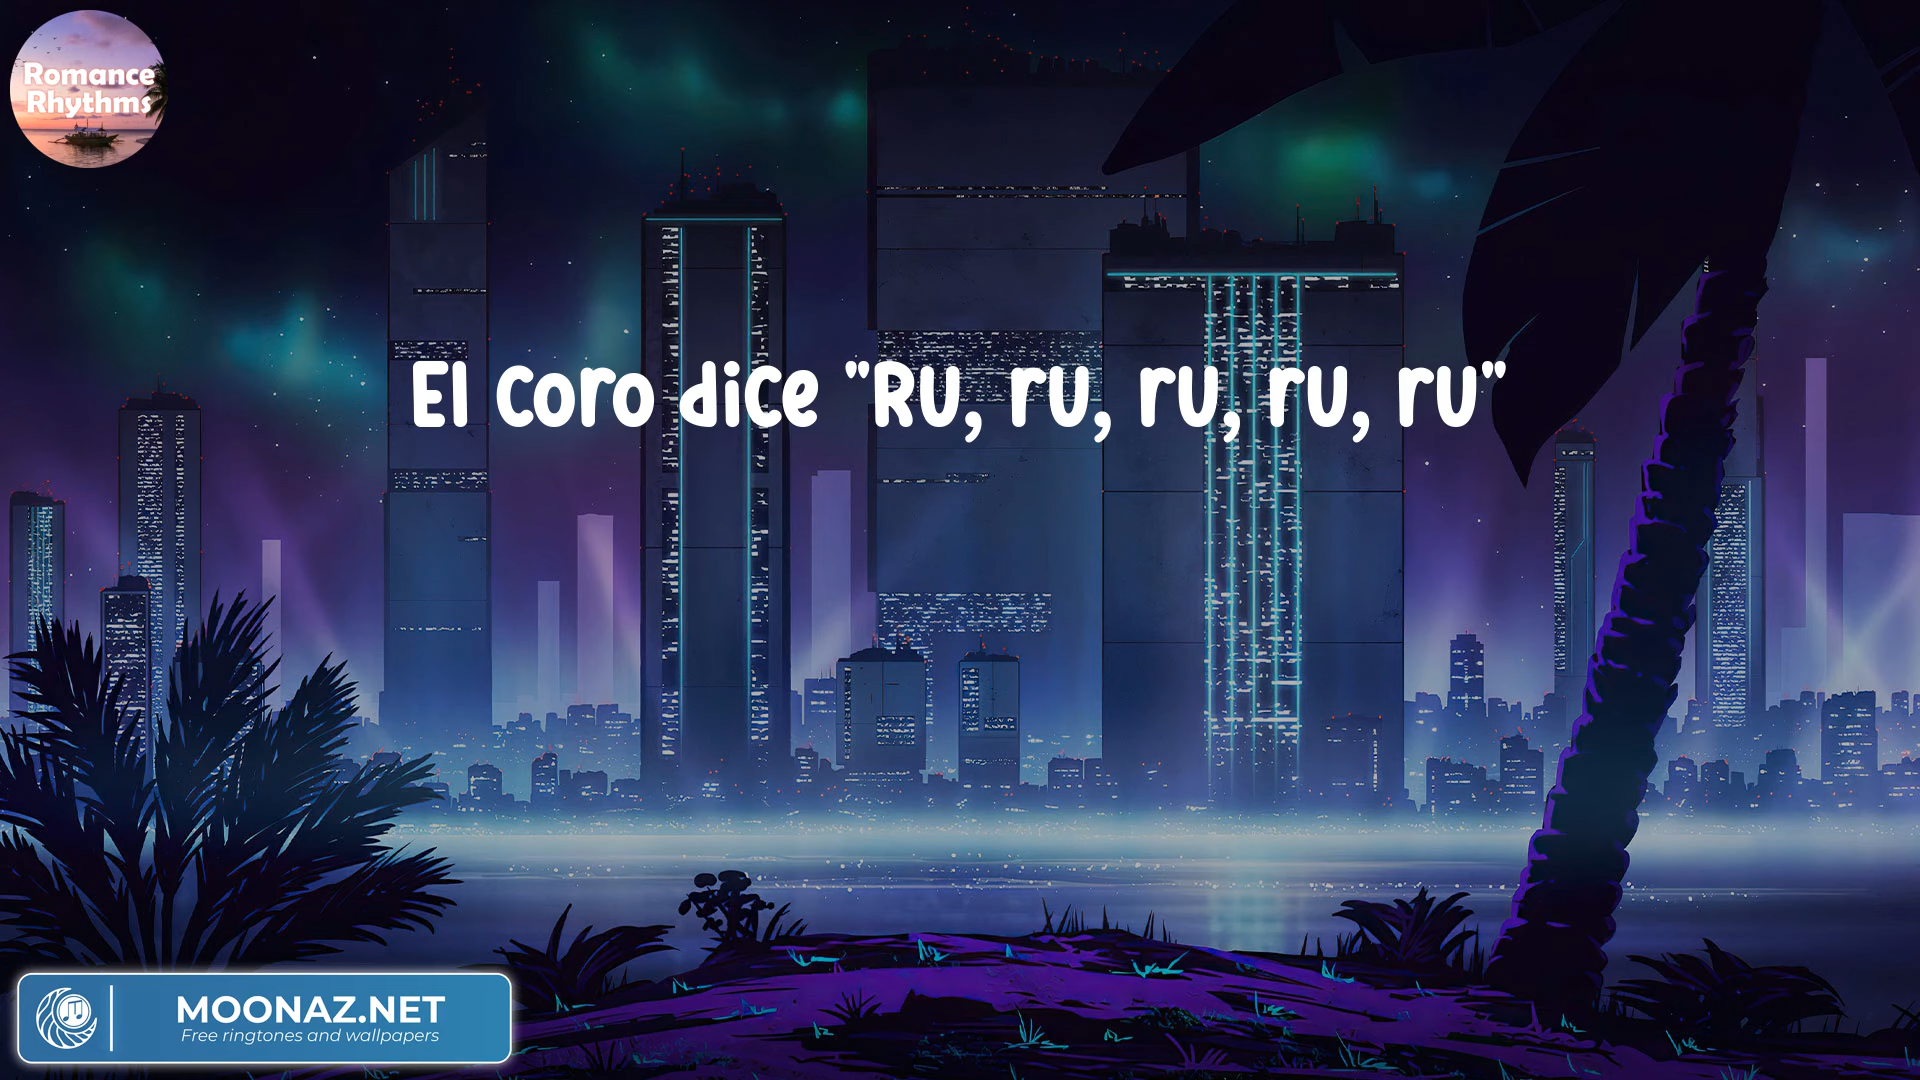 Romance
Rhythms
El coro dice "Ru, ru, ru, ru, ru"
MOONAZ.NET
Free ringtones and wallpapers